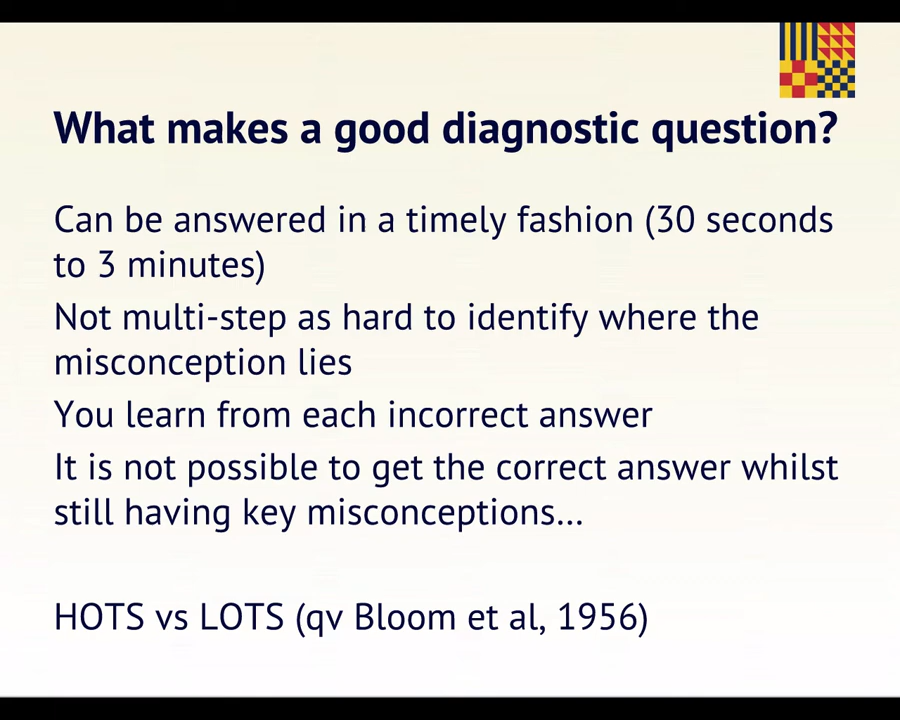 What makes a good diagnostic question?
Can be answered in a timely fashion (30 seconds
to 3 minutes)
Not multi-step as hard to identify where the
misconception lies
You learn from each incorrect answer
It is not possible to get the correct answer whilst
still having key misconceptions...
HOTS vs LOTS (qv Bloom et al, 1956)